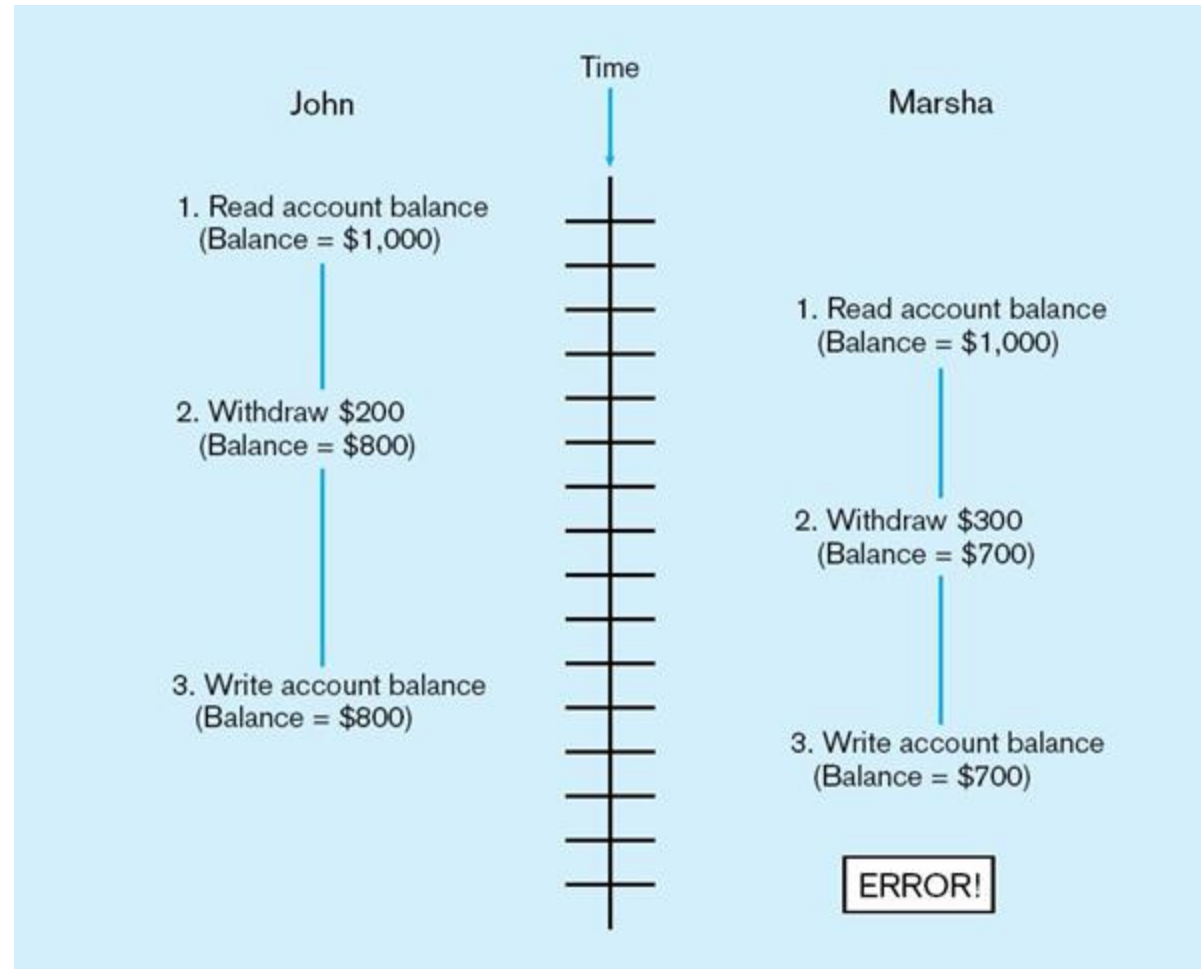 Time
John
Marsha
1. Read account balance
(Balance = $1,000)
1. Read account balance
(Balance = $1,000)
2. Withdraw $200
(Balance = $800)
2. Withdraw $300
(Balance = $700)
3. Write account balance
(Balance = $800)
3. Write account balance
(Balance = $700)
ERROR!